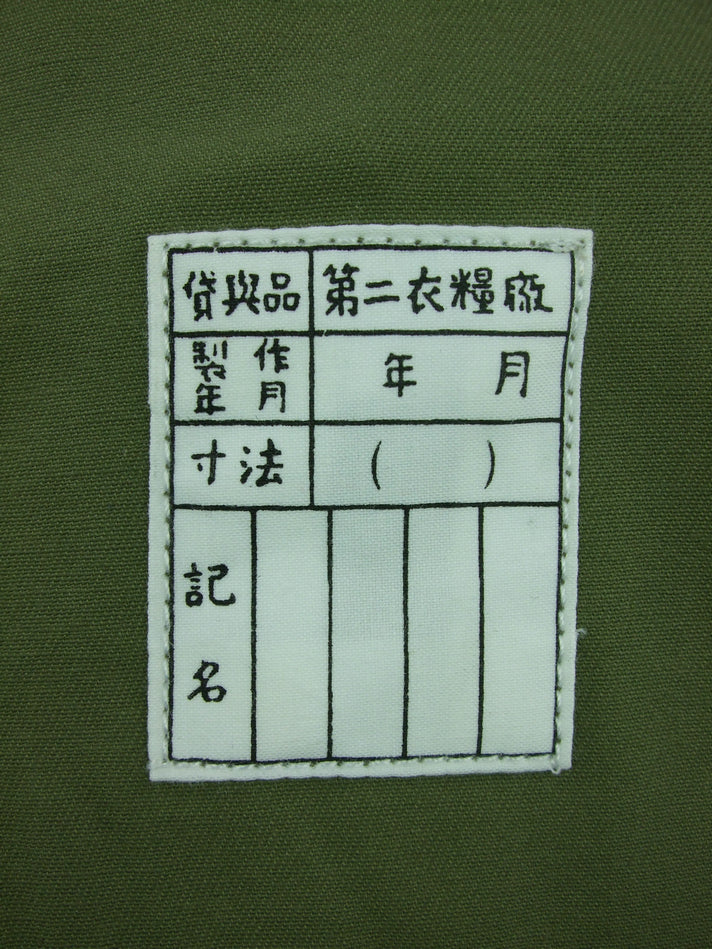 貸與品 第二衣糧廠
製作年月 年 月
寸法 ( )
記名